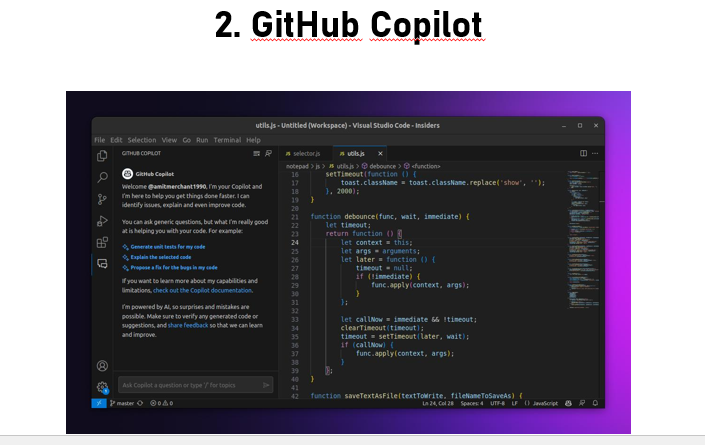 2. GitHub Copilot
utils.js - Untitled (Workspace) - Visual Studio Code - Insiders
File Edit Selection View Go Run Terminal Help
GITHUB COPILOT
GitHub Copilot
Welcome @amitmerchant1990, I'm your Copilot and
I'm here to help you get things done faster. I can
identify issues, explain and even improve code.
You can ask generic questions, but what I'm really good
at is helping you with your code. For example:
Generate unit tests for my code
Explain the selected code
Propose a fix for the bugs in my code
If you want to learn more about my capabilities and
limitations, check out the Copilot documentation.
I'm powered by AI, so surprises and mistakes are
possible. Make sure to verify any generated code or
suggestions, and share feedback so that we can learn
and improve.
Ask Copilot a question or type '/' for topics
JS selector.js JS utils.js ×
notepad > js > JS utils.js > debounce > <function>
16 setTimeout(function () {
17 toast.className = toast.className.replace('show', '');
18 }, 2000);
19 }
20
21 function debounce(func, wait, immediate) {
22 let timeout;
23 return function () {
24 let context = this;
25 let args = arguments;
26 let later = function () {
27 timeout = null;
28 if (!immediate) {
29 func.apply(context, args);
30 }
31 };
32
33 let callNow = immediate && !timeout;
34 clearTimeout(timeout);
35 timeout = setTimeout(later, wait);
36 if (callNow) {
37 func.apply(context, args);
38 }
39 };
40 }
41
42 function saveTextAsFile(textToWrite, fileNameToSaveAs) {
master 0 0 Ln 24, Col 28 Spaces: 4 UTF-8 LF {} JavaScript